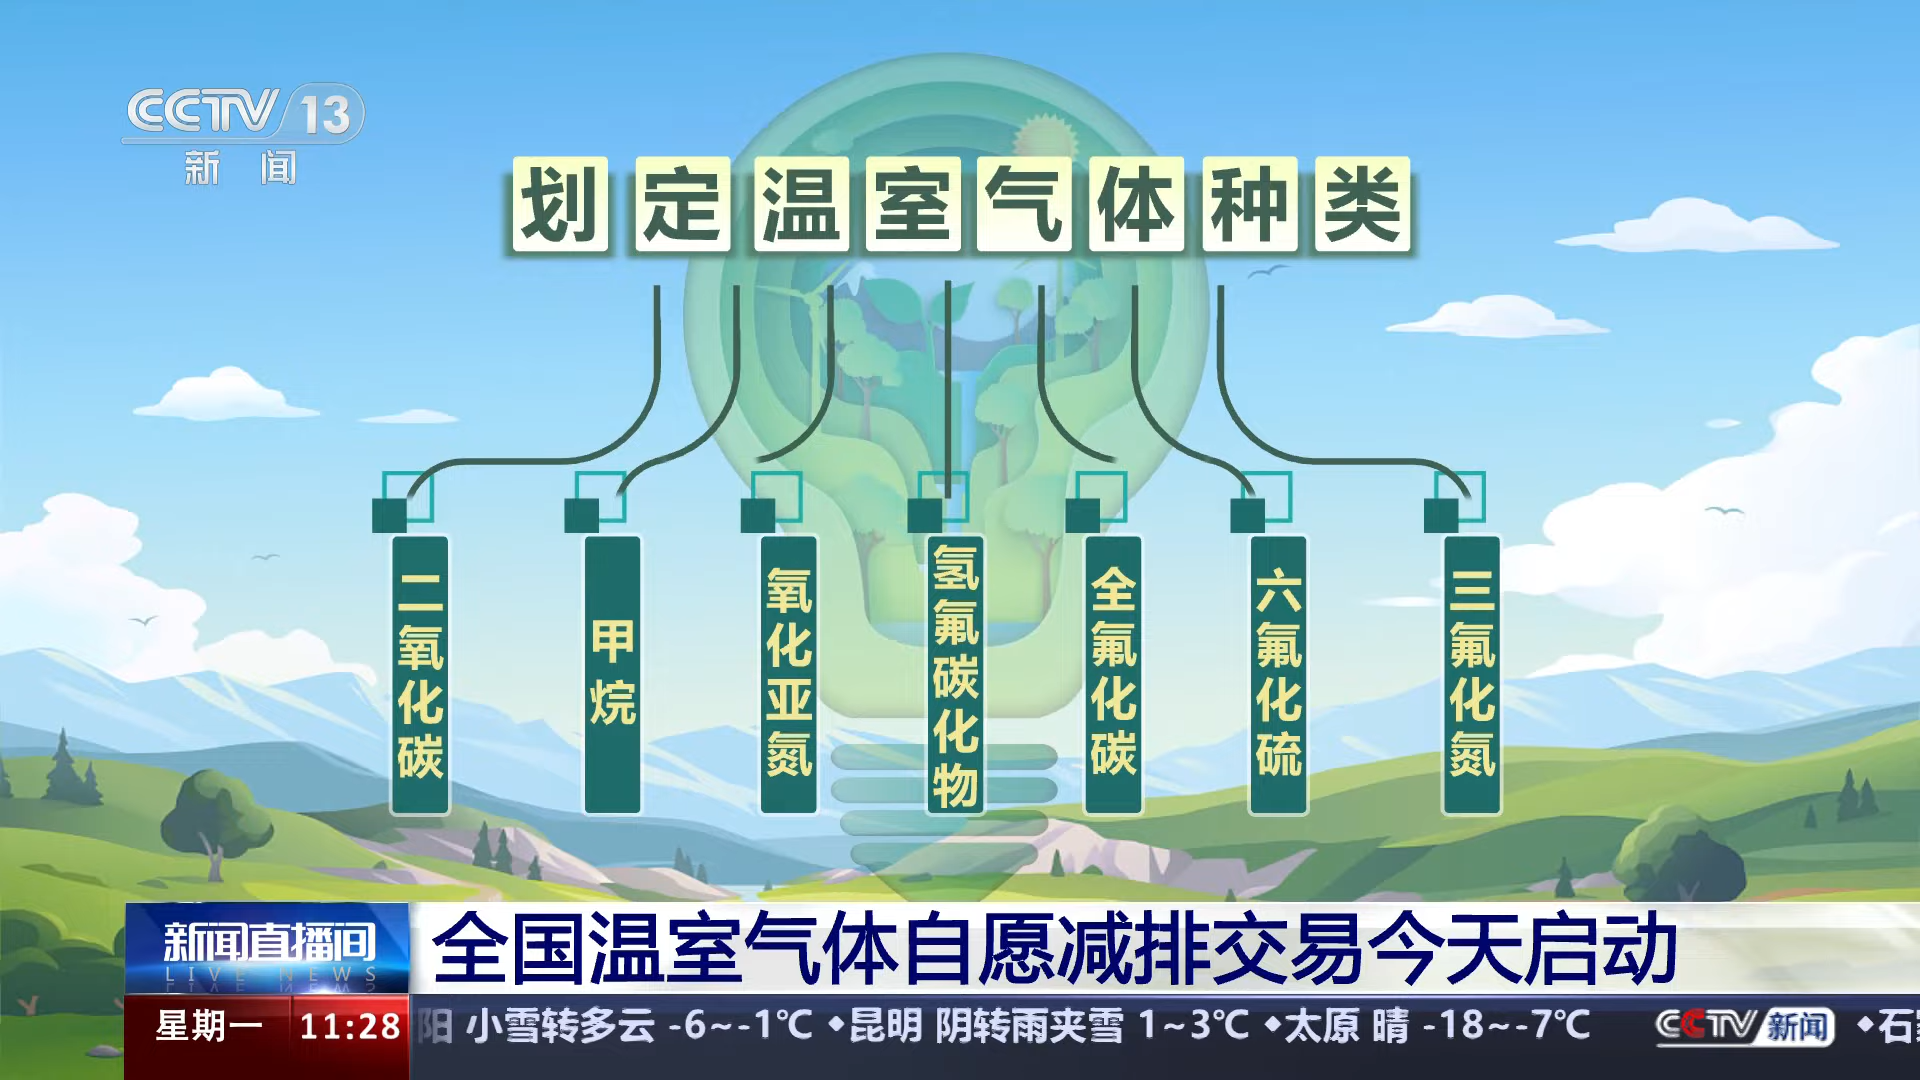 CCTV 13
新闻
划定温室气体种类
二氧化碳
甲烷
氧化亚氮
氢氟碳化物
全氟化碳
六氟化硫
三氟化氮
新闻直播间
LIVE NEWS
全国温室气体自愿减排交易今天启动
星期一 11:28
阳 小雪转多云 -6~-1℃ ◆昆明 阴转雨夹雪 1~3℃ ◆太原 晴 -18~-7℃
CCTV 新闻
◆石